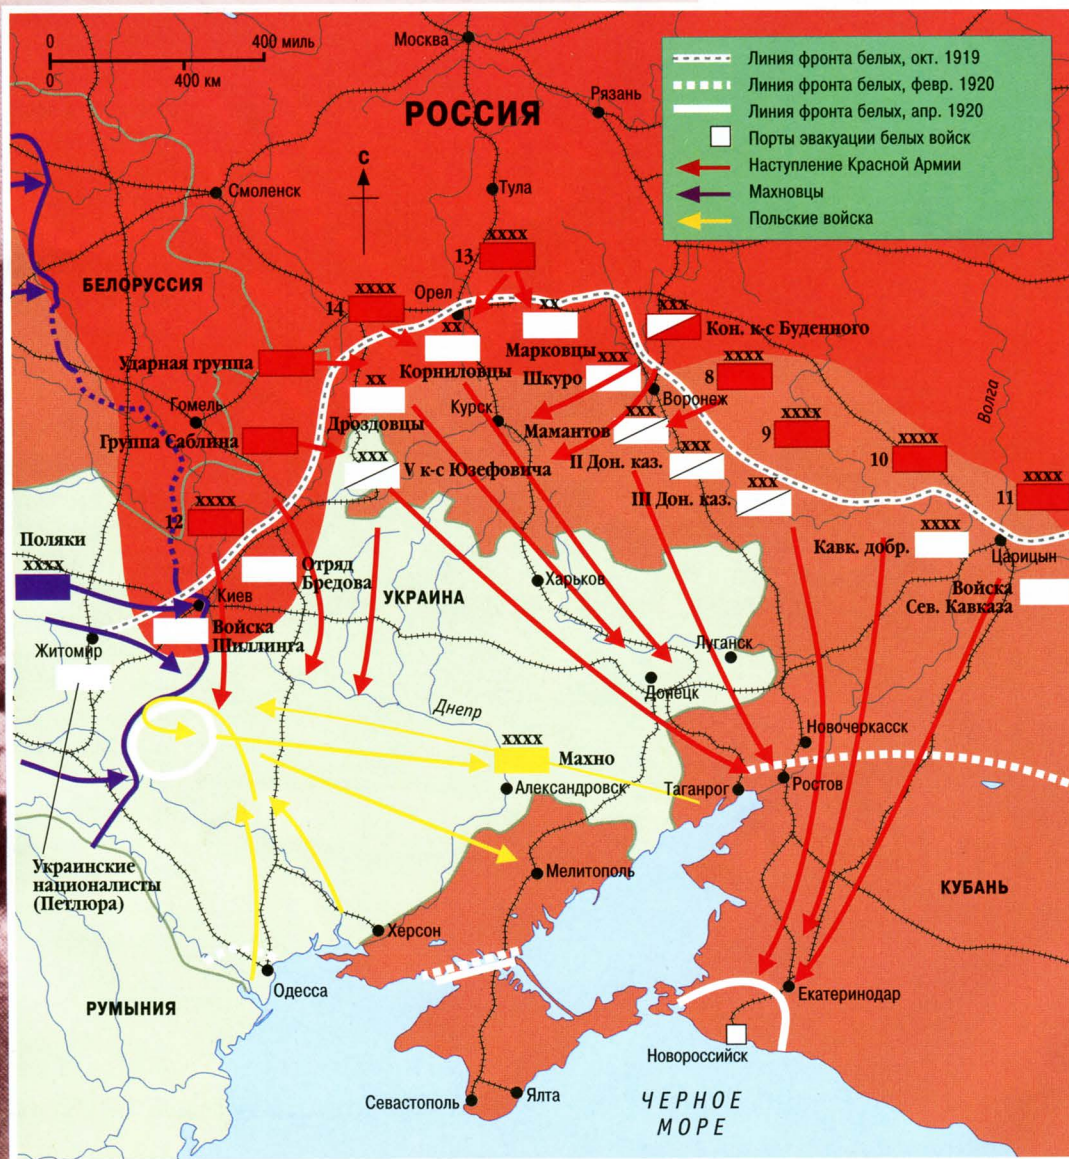 0
400 миль
0
400 км
Москва
РОССИЯ
Рязань
С
Смоленск
Тула
Линия фронта белых, окт. 1919
Линия фронта белых, февр. 1920
Линия фронта белых, апр. 1920
Порты эвакуации белых войск
Наступление Красной Армии
Махновцы
Польские войска
БЕЛОРУССИЯ
XXXX
13
XXXX
14
Орел
XX
XX
XXX
Кон. к-с Буденного
Марковцы
Ударная группа
Корниловцы
XXX
Шкуро
XXXX
8
Воронеж
Волга
XX
Дроздовцы
Гомель
Курск
XXX
Мамантов
XXXX
9
Группа Саблина
XXX
V к-с Юзефовича
XXX
II Дон. каз.
XXXX
10
XXX
III Дон. каз.
XXXX
11
XXXX
12
XXXX
Кавк. добр.
Царицын
Поляки
XXXX
Отряд
Бредова
Войска
Сев. Кавказа
Киев
УКРАИНА
Харьков
Войска
Шиллинга
Житомир
Луганск
Донецк
Днепр
Новочеркасск
XXXX
Махно
Александровск
Таганрог
Ростов
Украинские
националисты
(Петлюра)
Мелитополь
КУБАНЬ
Херсон
Одесса
РУМЫНИЯ
Екатеринодар
Новороссийск
Севастополь
Ялта
ЧЕРНОЕ
МОРЕ